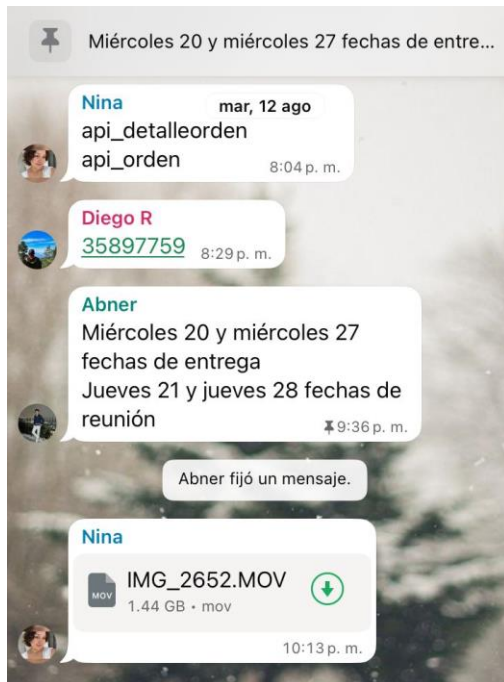 Miércoles 20 y miércoles 27 fechas de entre...
mar, 12 ago
Nina
api_detalleorden
api_orden
8:04 p. m.
Diego R
35897759
8:29 p. m.
Abner
Miércoles 20 y miércoles 27
fechas de entrega
Jueves 21 y jueves 28 fechas de
reunión
9:36 p. m.
Abner fijó un mensaje.
Nina
MOV
IMG_2652.MOV
1.44 GB • mov
10:13 p. m.